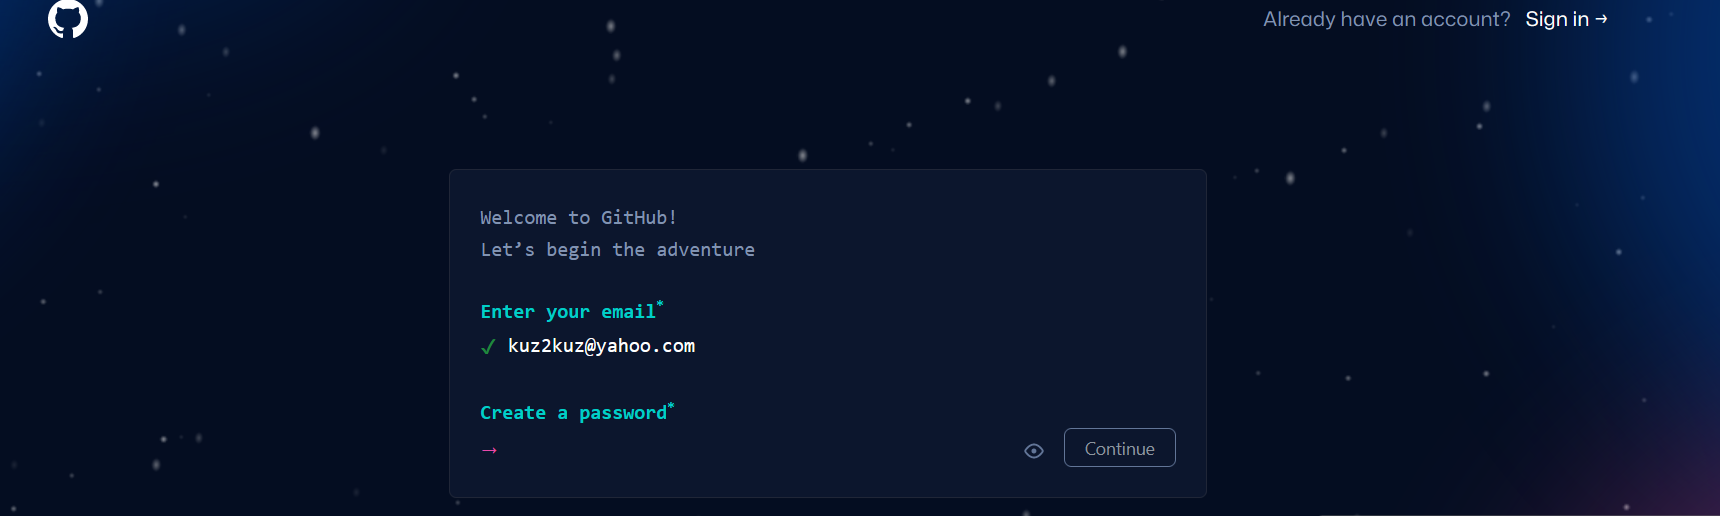 Already have an account? Sign in →
Welcome to GitHub!
Let’s begin the adventure
Enter your email*
✓ kuz2kuz@yahoo.com
Create a password*
→
Continue